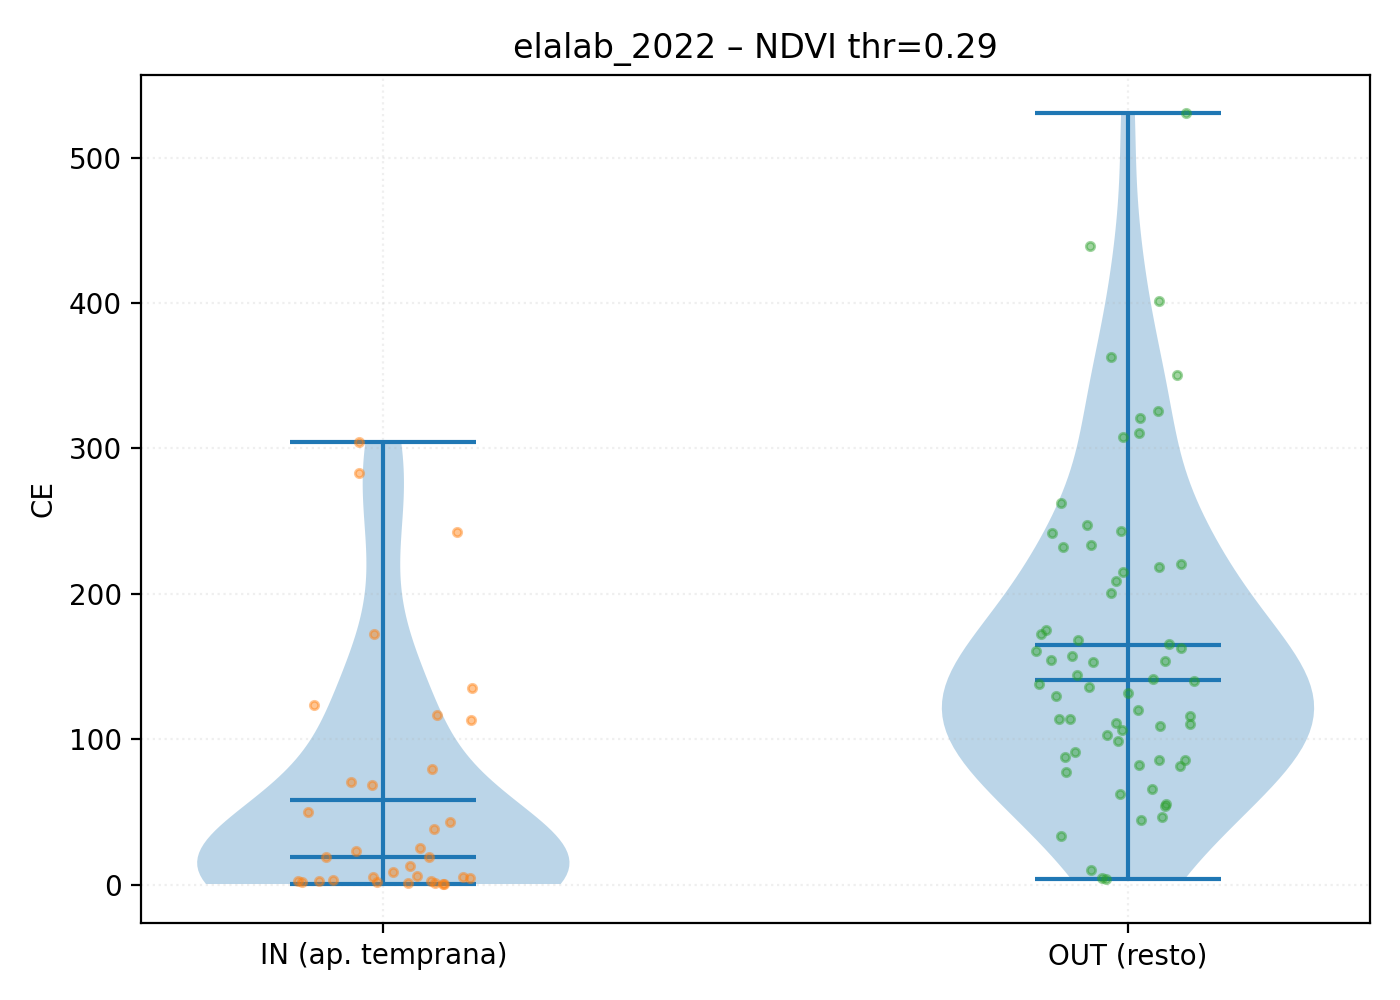 elalab_2022 – NDVI thr=0.29
CE
500
400
300
200
100
0
IN (ap. temprana)
OUT (resto)